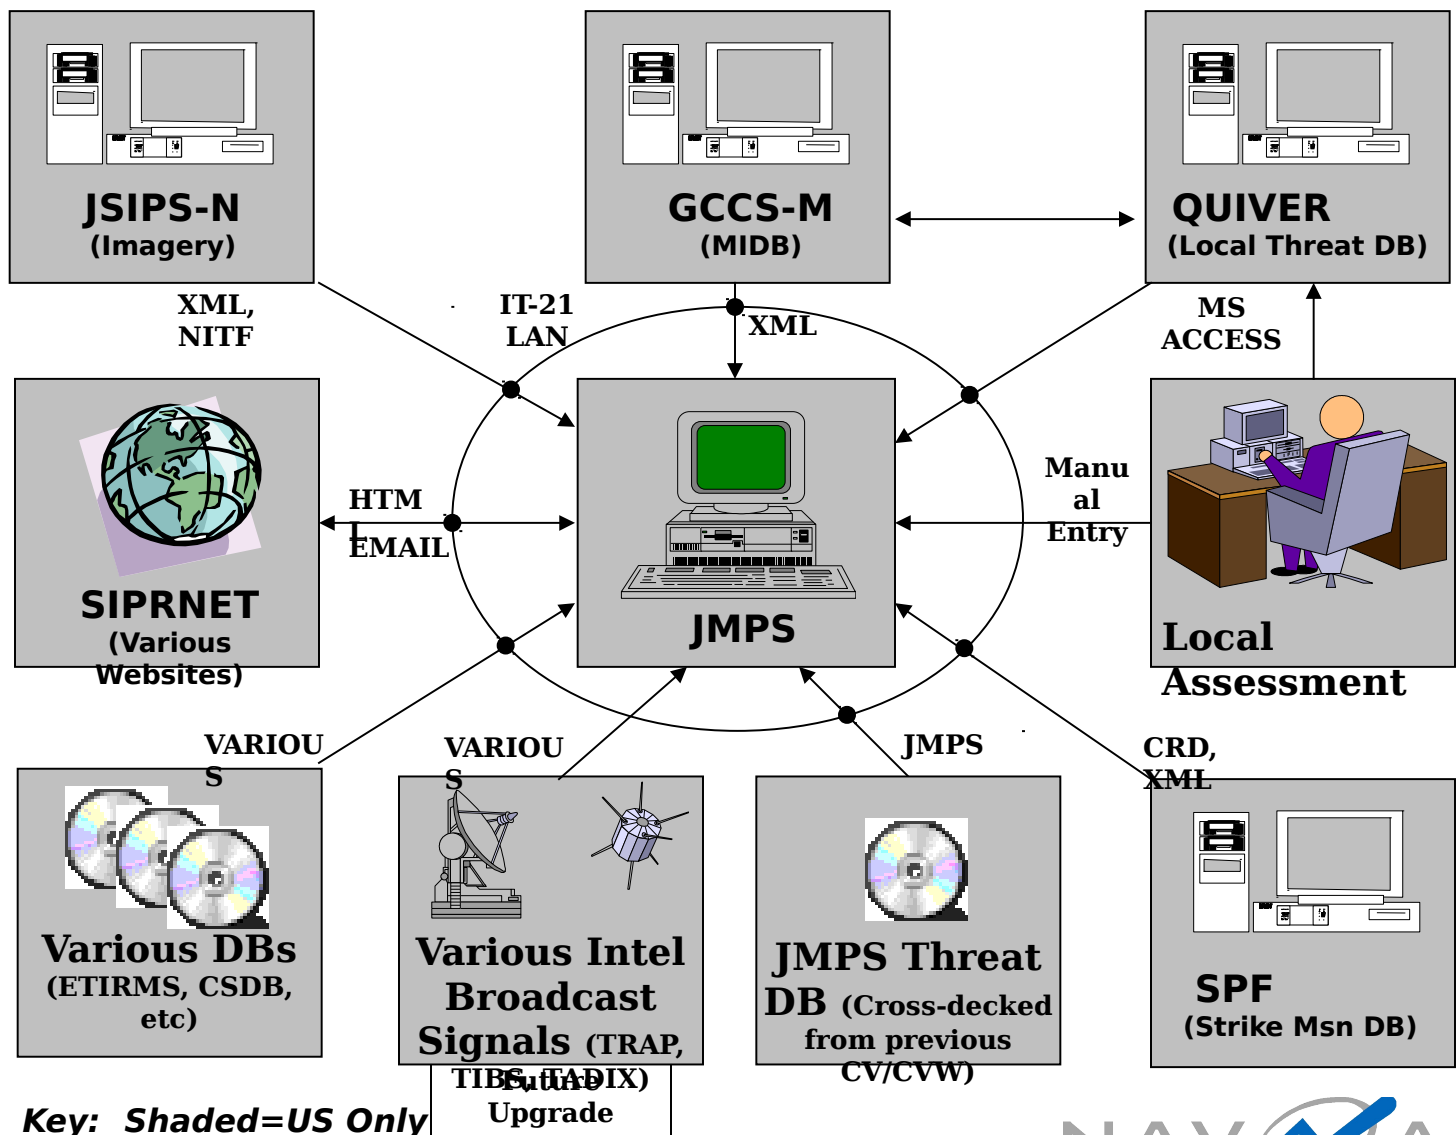 JSIPS-N
(Imagery)
GCCS-M
(MIDB)
QUIVER
(Local Threat DB)
XML,
NITF
IT-21
LAN
XML
MS
ACCESS
HTM
L
EMAIL
Manu
al
Entry
SIPRNET
(Various
Websites)
JMPS
Local
Assessment
VARIOU
S
VARIOU
S
JMPS
CRD,
XML
Various DBs
(ETIRMS, CSDB,
etc)
Various Intel
Broadcast
Signals (TRAP,
TIBS, TADIX)
JMPS Threat
DB (Cross-decked
from previous
CV/CVW)
SPF
(Strike Msn DB)
Future
Upgrade
Key: Shaded=US Only